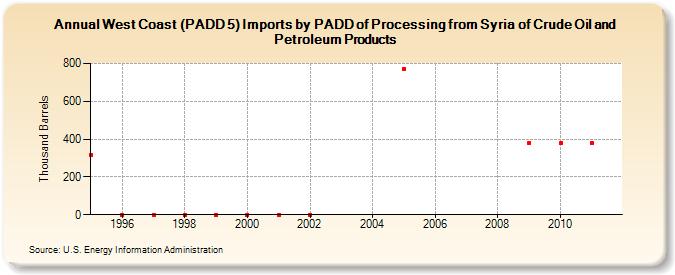 Annual West Coast (PADD 5) Imports by PADD of Processing from Syria of Crude Oil and
Petroleum Products
Thousand Barrels
800
600
400
200
0
1996 1998 2000 2002 2004 2006 2008 2010
Source: U.S. Energy Information Administration